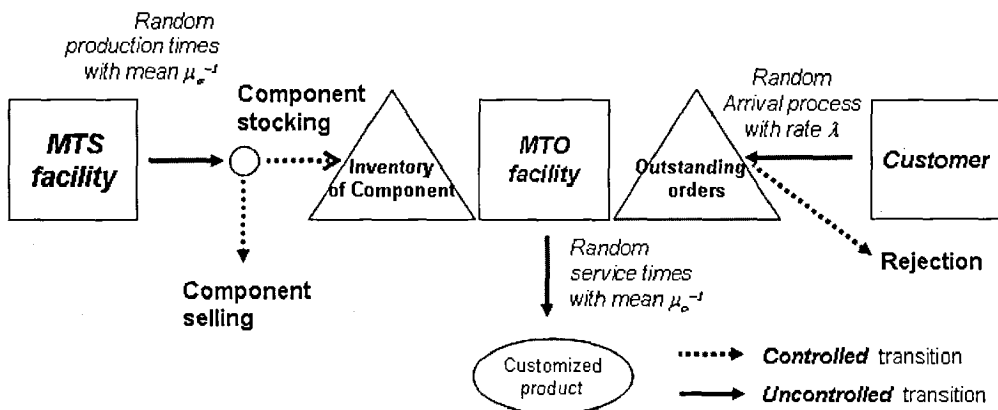 Random
production times
with mean μₒ⁻¹
MTS
facility
Component
stocking
Component
selling
Inventory
of Component
MTO
facility
Random
service times
with mean μₒ⁻¹
Customized
product
Outstanding
orders
Random
Arrival process
with rate λ
Customer
Rejection
Controlled transition
Uncontrolled transition